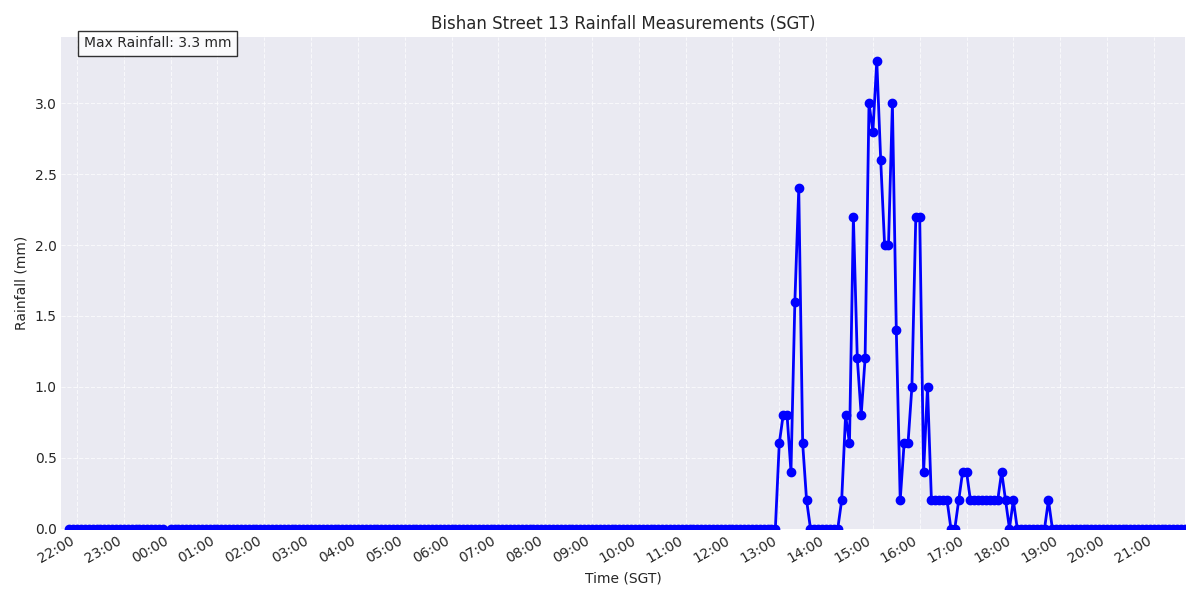 Bishan Street 13 Rainfall Measurements (SGT)
Max Rainfall: 3.3 mm
Rainfall (mm)
3.0
2.5
2.0
1.5
1.0
0.5
0.0
22:00 23:00 00:00 01:00 02:00 03:00 04:00 05:00 06:00 07:00 08:00 09:00 10:00 11:00 12:00 13:00 14:00 15:00 16:00 17:00 18:00 19:00 20:00 21:00
Time (SGT)